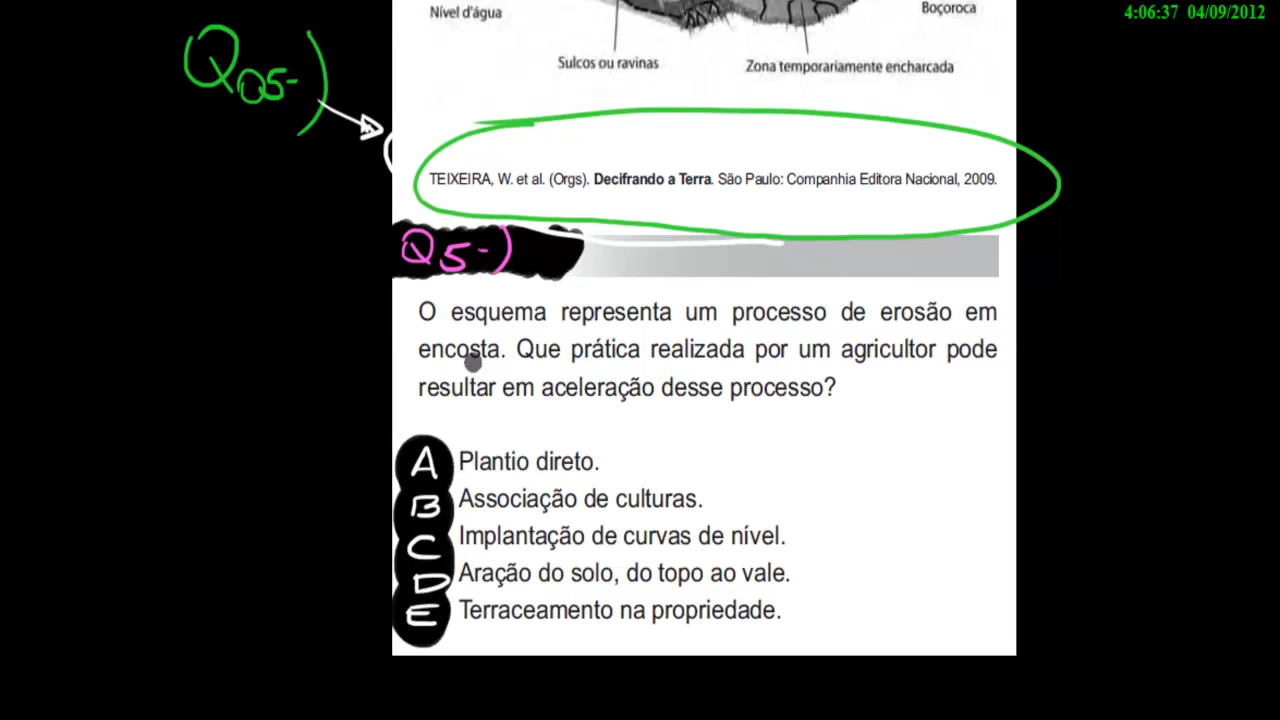 4:06:37 04/09/2012
Nível d'água
Boçoroca
Sulcos ou ravinas
Zona temporariamente encharcada
Q05-)
TEIXEIRA, W. et al. (Orgs). Decifrando a Terra. São Paulo: Companhia Editora Nacional, 2009.
Q5-)
O esquema representa um processo de erosão em
encosta. Que prática realizada por um agricultor pode
resultar em aceleração desse processo?
A Plantio direto.
B Associação de culturas.
C Implantação de curvas de nível.
D Aração do solo, do topo ao vale.
E Terraceamento na propriedade.